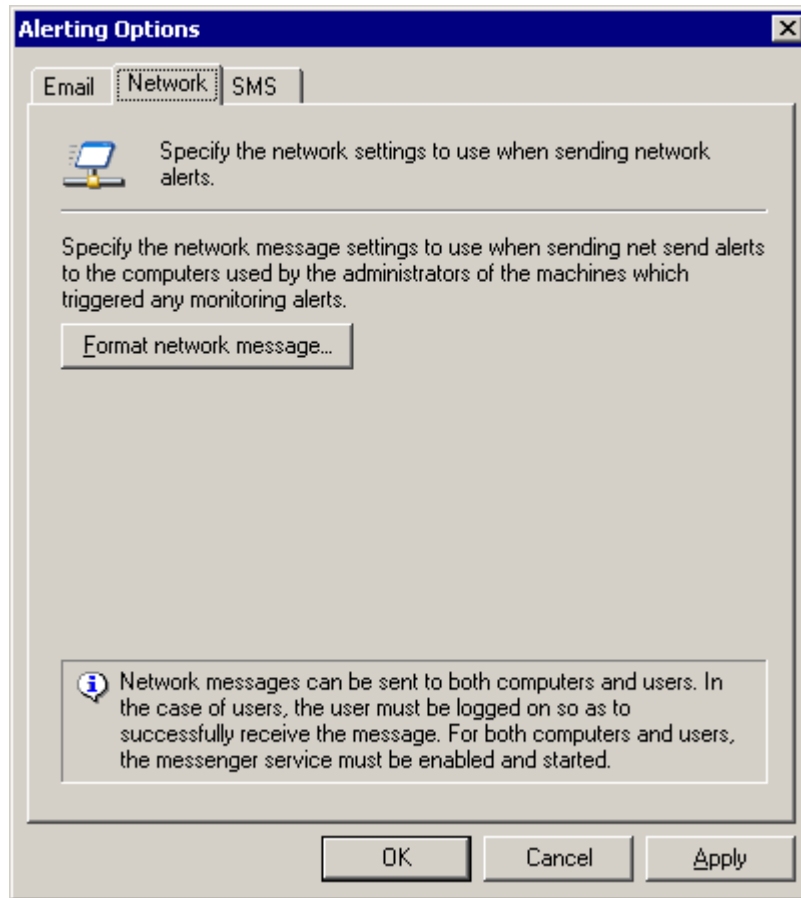 Alerting Options
Email Network SMS
Specify the network settings to use when sending network
alerts.
Specify the network message settings to use when sending net send alerts
to the computers used by the administrators of the machines which
triggered any monitoring alerts.
Format network message...
Network messages can be sent to both computers and users. In
the case of users, the user must be logged on so as to
successfully receive the message. For both computers and users,
the messenger service must be enabled and started.
OK Cancel Apply